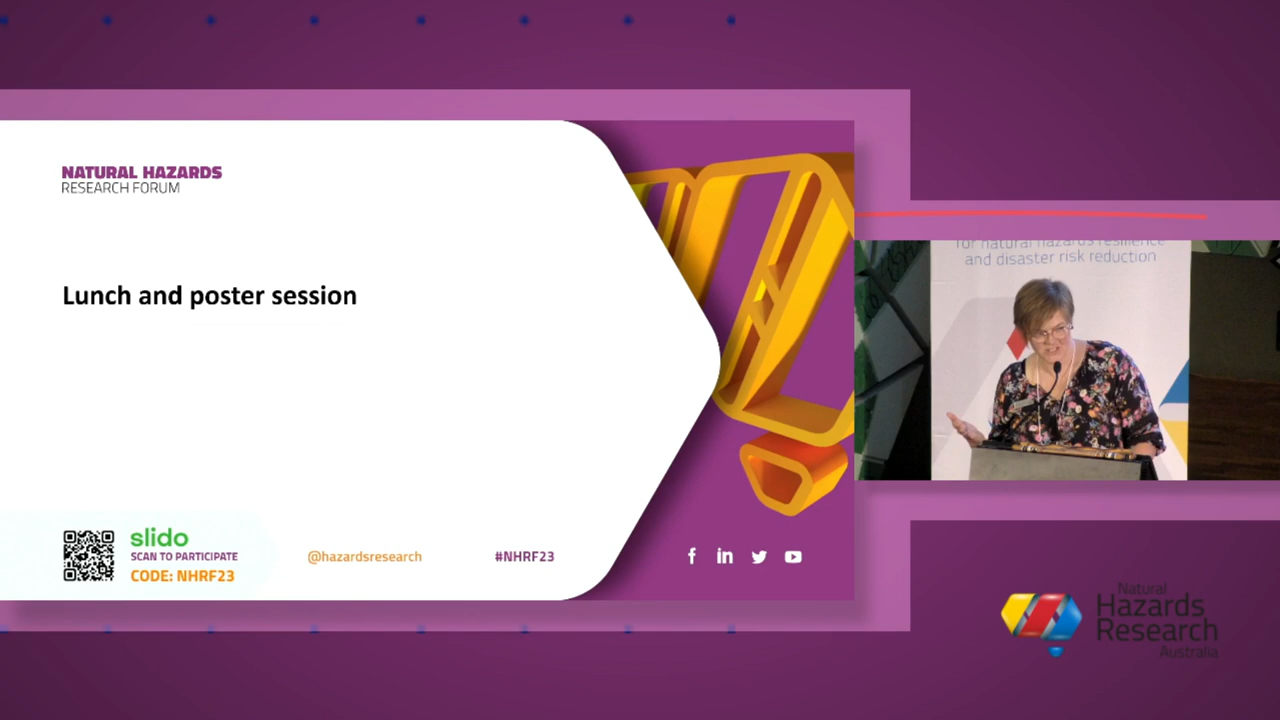 NATURAL HAZARDS
RESEARCH FORUM
Lunch and poster session
slido
SCAN TO PARTICIPATE
CODE: NHRF23
@hazardsresearch
#NHRF23
for natural hazards resilience
and disaster risk reduction
Natural
Hazards
Research
Australia